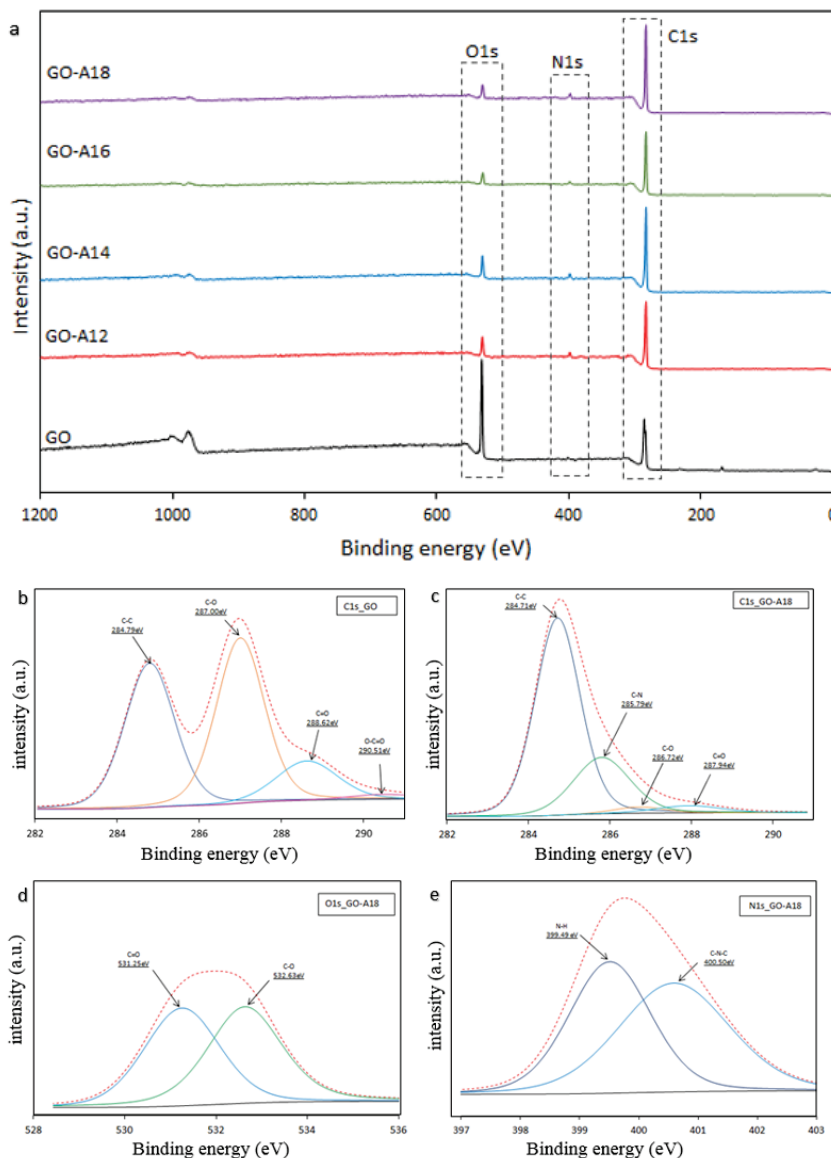 a
O1s
N1s
C1s
GO-A18
GO-A16
GO-A14
GO-A12
GO
Intensity (a.u.)
1200
1000
800
600
400
200
0
Binding energy (eV)
b
C1s_GO
C-C
284.79eV
C-O
287.00eV
C=O
288.62eV
O-C=O
290.51eV
intensity (a.u.)
282
284
286
288
290
Binding energy (eV)
c
C1s_GO-A18
C-C
284.71eV
C-N
285.79eV
C-O
286.72eV
C=O
287.94eV
intensity (a.u.)
282
284
286
288
290
Binding energy (eV)
d
O1s_GO-A18
C=O
531.25eV
C-O
532.63eV
intensity (a.u.)
528
530
532
534
536
Binding energy (eV)
e
N1s_GO-A18
N-H
399.49eV
C-N-C
400.50eV
intensity (a.u.)
397
398
399
400
401
402
403
Binding energy (eV)